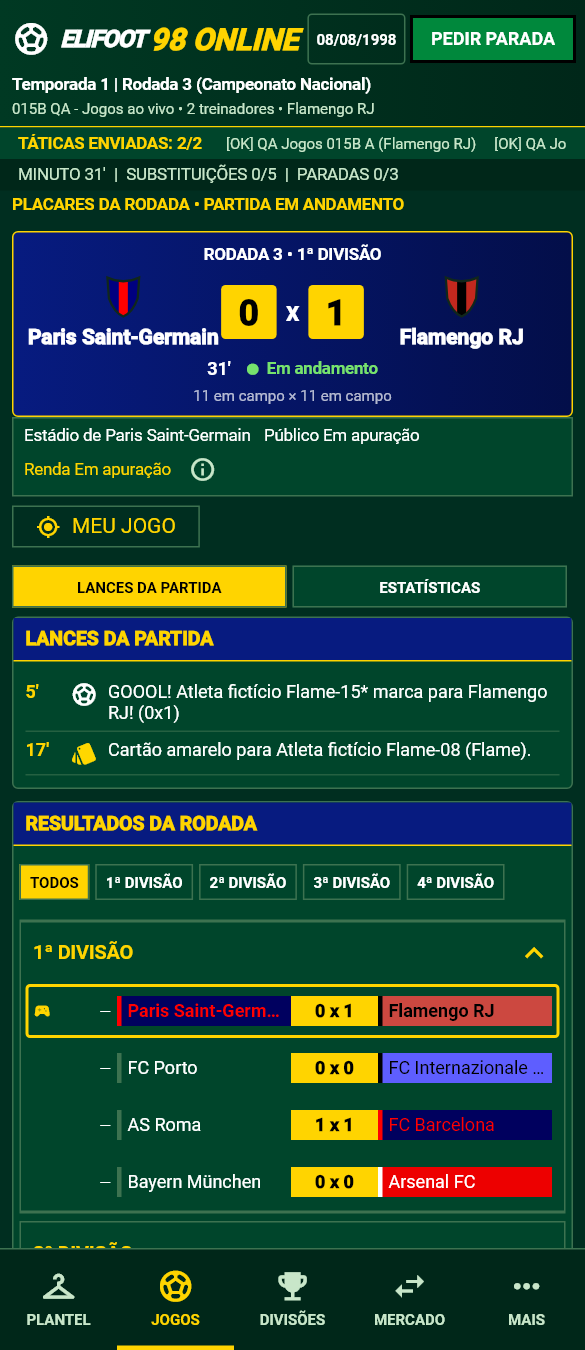 ELIFOOT 98 ONLINE
08/08/1998
PEDIR PARADA
Temporada 1 | Rodada 3 (Campeonato Nacional)
015B QA - Jogos ao vivo • 2 treinadores • Flamengo RJ
TÁTICAS ENVIADAS: 2/2 [OK] QA Jogos 015B A (Flamengo RJ) [OK] QA Jo
MINUTO 31' | SUBSTITUIÇÕES 0/5 | PARADAS 0/3
PLACARES DA RODADA • PARTIDA EM ANDAMENTO
RODADA 3 • 1ª DIVISÃO
0 x 1
Paris Saint-Germain Flamengo RJ
31' Em andamento
11 em campo × 11 em campo
Estádio de Paris Saint-Germain Público Em apuração
Renda Em apuração
MEU JOGO
LANCES DA PARTIDA ESTATÍSTICAS
LANCES DA PARTIDA
5' GOOOL! Atleta fictício Flame-15* marca para Flamengo
RJ! (0x1)
17' Cartão amarelo para Atleta fictício Flame-08 (Flame).
RESULTADOS DA RODADA
TODOS 1ª DIVISÃO 2ª DIVISÃO 3ª DIVISÃO 4ª DIVISÃO
1ª DIVISÃO
— Paris Saint-Germ... 0 x 1 Flamengo RJ
— FC Porto 0 x 0 FC Internazionale ...
— AS Roma 1 x 1 FC Barcelona
— Bayern München 0 x 0 Arsenal FC
PLANTEL JOGOS DIVISÕES MERCADO MAIS